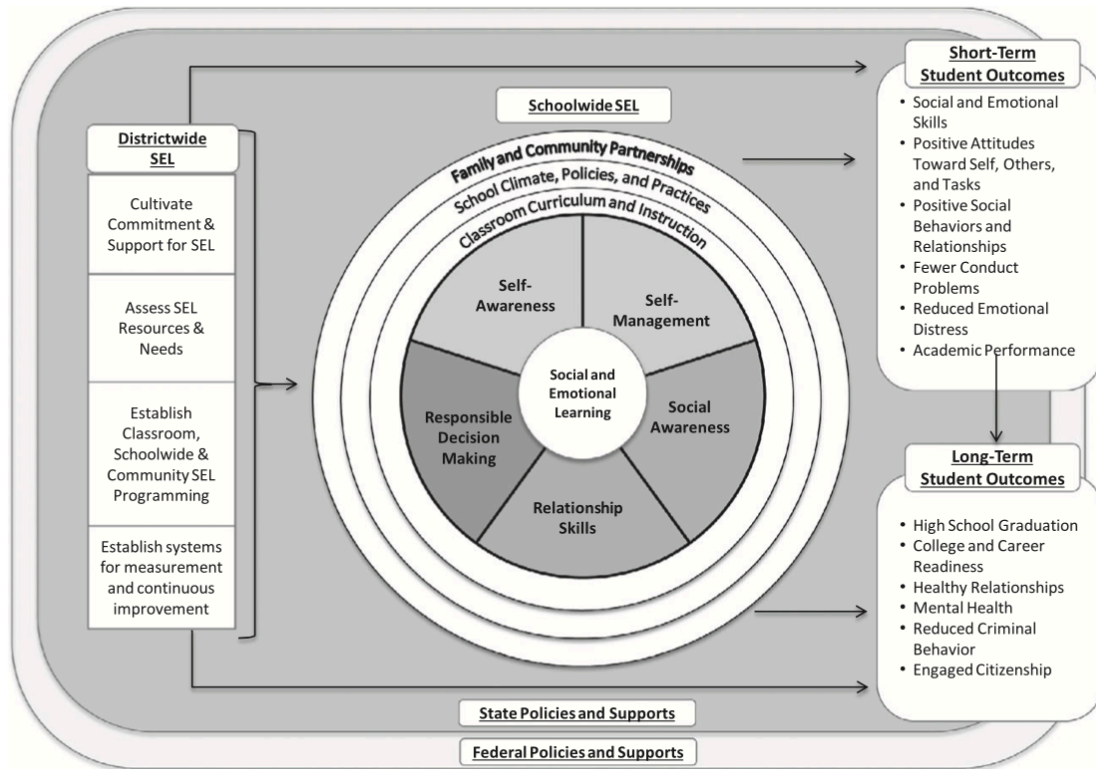 Districtwide
SEL
Cultivate
Commitment &
Support for SEL
Assess SEL
Resources &
Needs
Establish
Classroom,
Schoolwide &
Community SEL
Programming
Establish systems
for measurement
and continuous
improvement
Schoolwide SEL
Family and Community Partnerships
School Climate, Policies, and Practices
Classroom Curriculum and Instruction
Self-
Awareness
Self-
Management
Social and
Emotional
Learning
Responsible
Decision
Making
Social
Awareness
Relationship
Skills
Short-Term
Student Outcomes
• Social and Emotional
Skills
• Positive Attitudes
Toward Self, Others,
and Tasks
• Positive Social
Behaviors and
Relationships
• Fewer Conduct
Problems
• Reduced Emotional
Distress
• Academic Performance
Long-Term
Student Outcomes
• High School Graduation
• College and Career
Readiness
• Healthy Relationships
• Mental Health
• Reduced Criminal
Behavior
• Engaged Citizenship
State Policies and Supports
Federal Policies and Supports